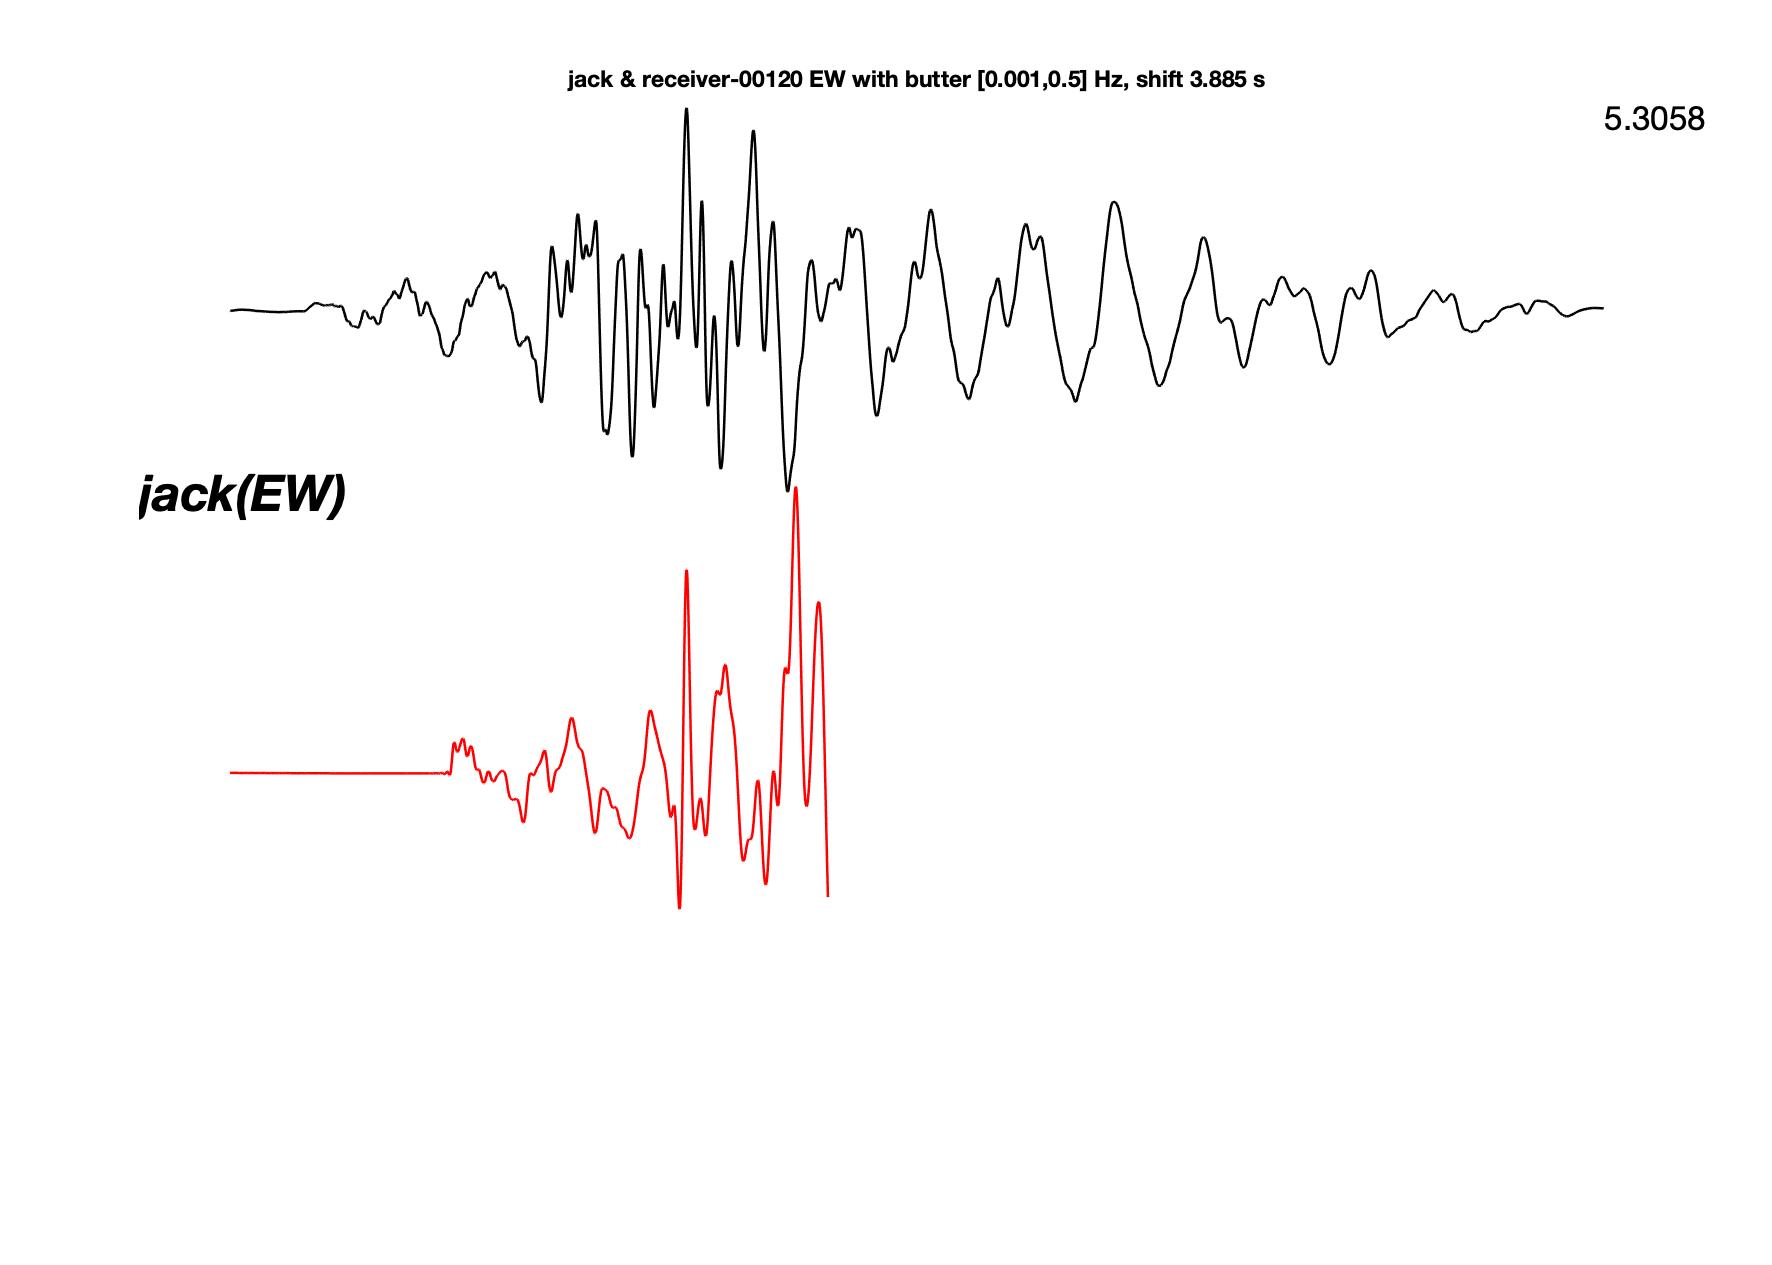 jack & receiver-00120 EW with butter [0.001,0.5] Hz, shift 3.885 s
5.3058
jack(EW)